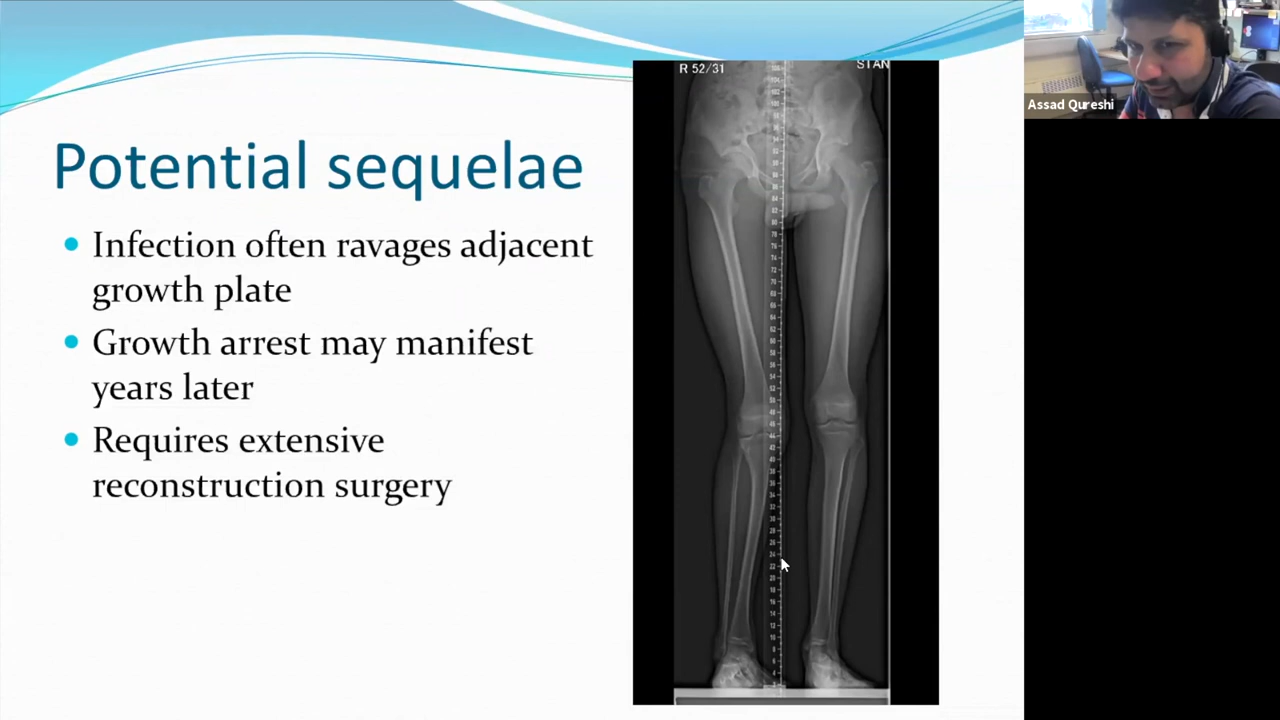 Potential sequelae
Infection often ravages adjacent
growth plate
Growth arrest may manifest
years later
Requires extensive
reconstruction surgery
R 52/31
STAN
Assad Qureshi